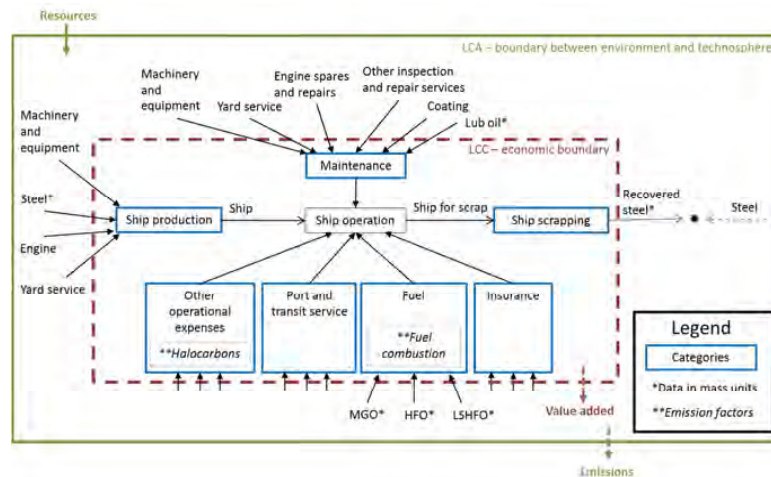 Resources
LCA – boundary between environment and technosphere
Machinery
and
equipment
Yard service
Engine spares
and repairs
Other inspection
and repair services
Coating
Lub oil*
Machinery
and
equipment
LCC – economic boundary
Maintenance
Steel*
Ship production
Ship
Ship operation
Ship for scrap
Ship scrapping
Recovered
steel*
Steel
Engine
Yard service
Other
operational
expenses
**Halocarbons
Port and
transit service
Fuel
**Fuel
combustion
Insurance
Legend
Categories
*Data in mass units
**Emission factors
MGO*
HFO*
LSHFO*
Value added
Emissions